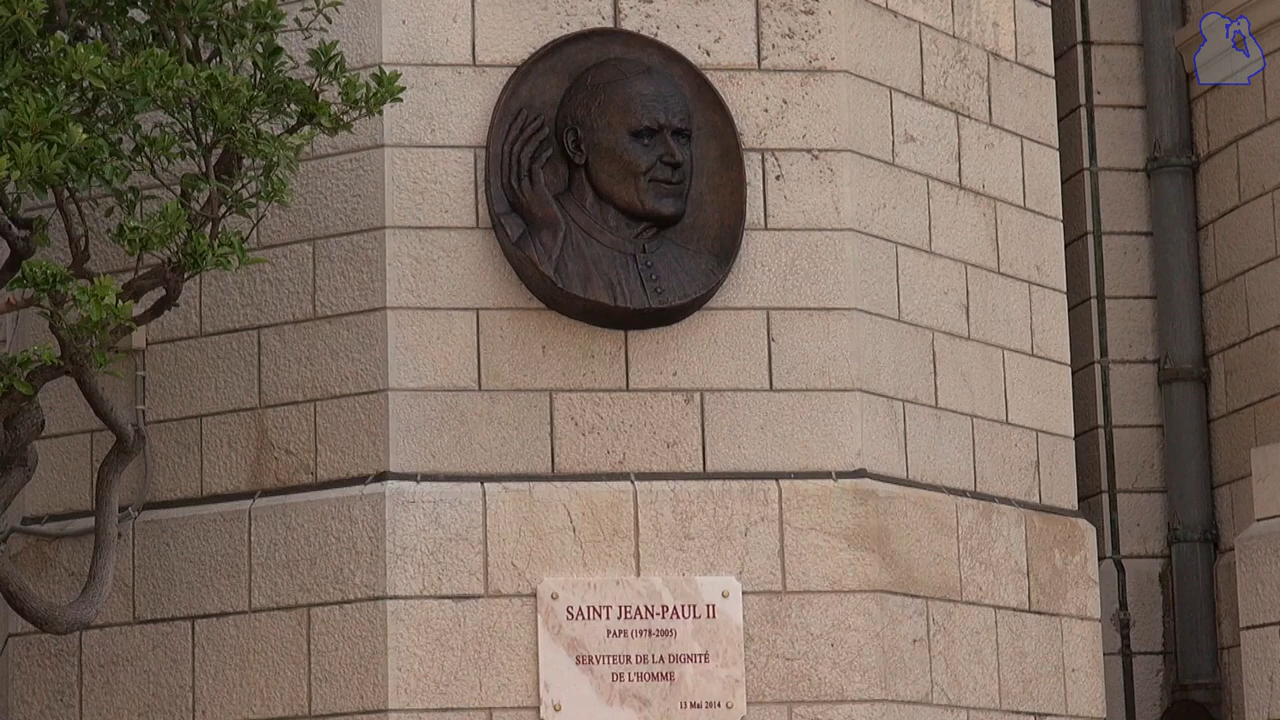 SAINT JEAN-PAUL II
PAPE (1978-2005)
SERVITEUR DE LA DIGNITÉ
DE L'HOMME
13 Mai 2014